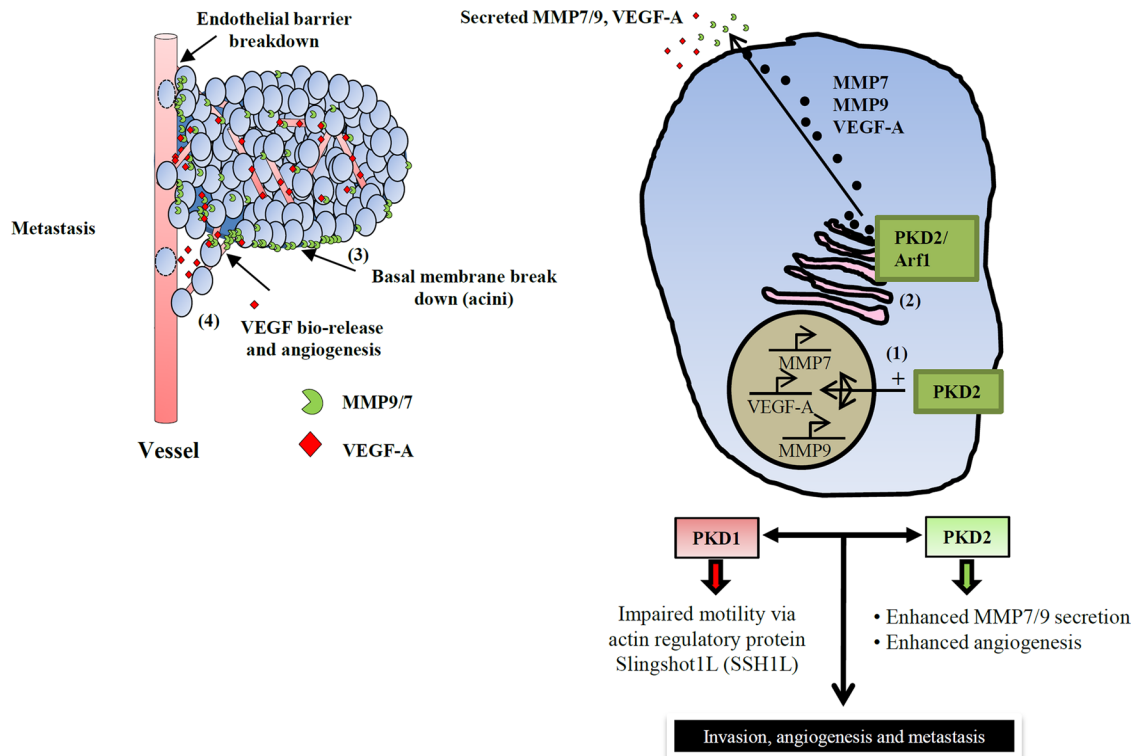 Endothelial barrier
breakdown
Metastasis
(3)
Basal membrane break
down (acini)
(4)
VEGF bio-release
and angiogenesis
MMP9/7
VEGF-A
Vessel
Secreted MMP7/9, VEGF-A
MMP7
MMP9
VEGF-A
PKD2/
Arf1
(2)
(1)
MMP7
+
PKD2
VEGF-A
MMP9
PKD1
PKD2
Impaired motility via
actin regulatory protein
Slingshot1L (SSH1L)
• Enhanced MMP7/9 secretion
• Enhanced angiogenesis
Invasion, angiogenesis and metastasis